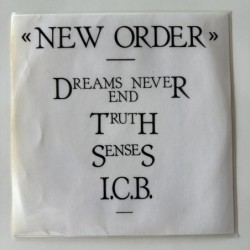 « NEW ORDER »
DREAMS NEVER
END
TRUTH
SENSES
I.C.B.